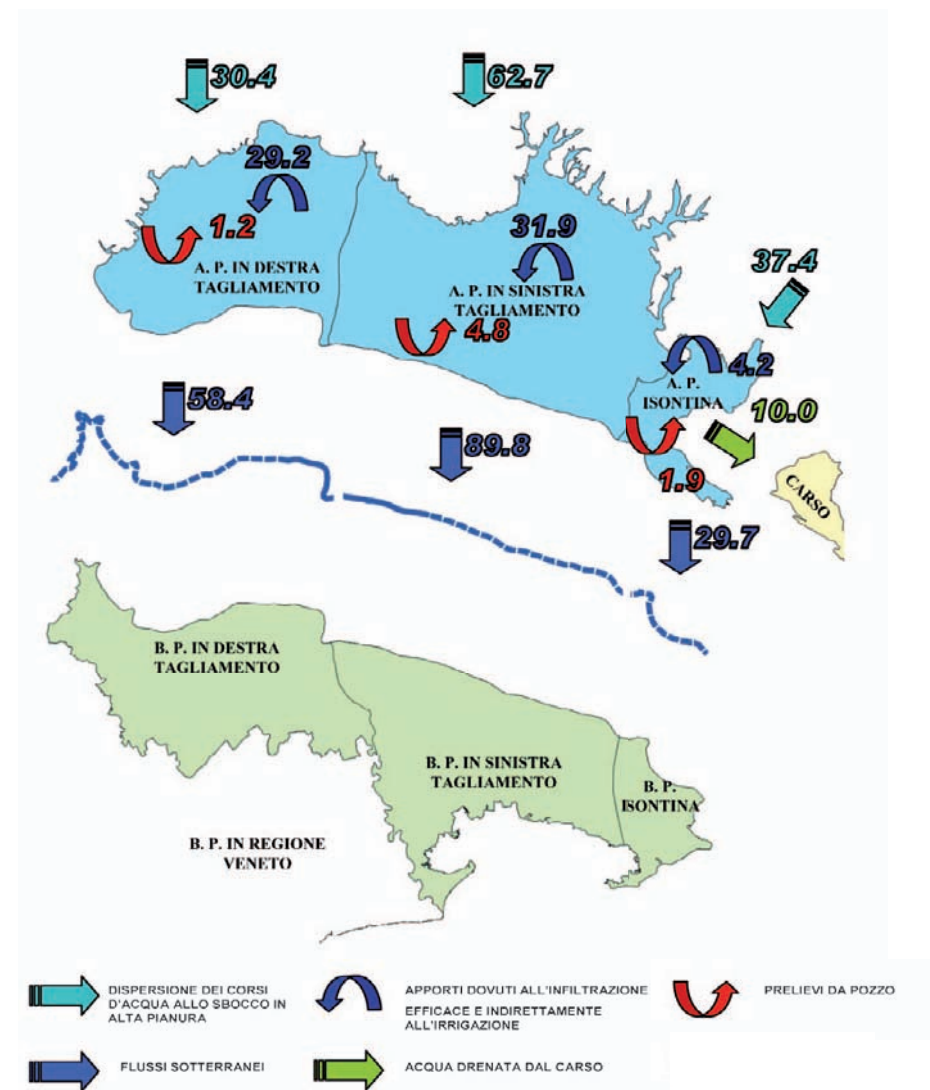 30.4
62.7
29.2
1.2
31.9
37.4
A. P. IN DESTRA
TAGLIAMENTO
A. P. IN SINISTRA
TAGLIAMENTO
4.8
4.2
A. P.
ISONTINA
10.0
58.4
89.8
1.9
CARSO
29.7
B. P. IN DESTRA
TAGLIAMENTO
B. P. IN SINISTRA
TAGLIAMENTO
B. P.
ISONTINA
B. P. IN REGIONE
VENETO
DISPERSIONE DEI CORSI
D'ACQUA ALLO SBOCCO IN
ALTA PIANURA
APPORTI DOVUTI ALL'INFILTRAZIONE
EFFICACE E INDIRETTAMENTE
ALL'IRRIGAZIONE
PRELIEVI DA POZZO
FLUSSI SOTTERRANEI
ACQUA DRENATA DAL CARSO